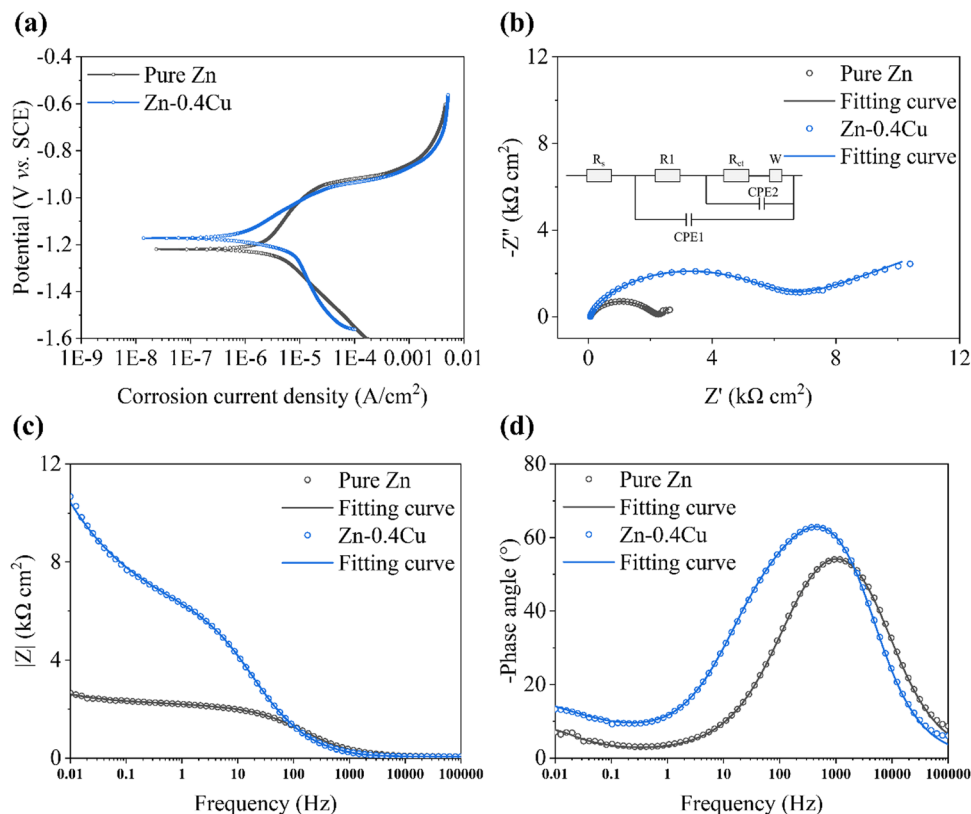 (a)
-0.4
-0.6
-0.8
-1.0
-1.2
-1.4
-1.6
Potential (V vs. SCE)
Pure Zn
Zn-0.4Cu
1E-9 1E-8 1E-7 1E-6 1E-5 1E-4 0.001 0.01
Corrosion current density (A/cm²)
(b)
12
8
4
0
-Z'' (kΩ cm²)
Pure Zn
Fitting curve
Zn-0.4Cu
Fitting curve
Rs R1 Rct W
CPE2
CPE1
0 4 8 12
Z' (kΩ cm²)
(c)
12
8
4
0
|Z| (kΩ cm²)
Pure Zn
Fitting curve
Zn-0.4Cu
Fitting curve
0.01 0.1 1 10 100 1000 10000 100000
Frequency (Hz)
(d)
80
60
40
20
0
-Phase angle (°)
Pure Zn
Fitting curve
Zn-0.4Cu
Fitting curve
0.01 0.1 1 10 100 1000 10000 100000
Frequency (Hz)